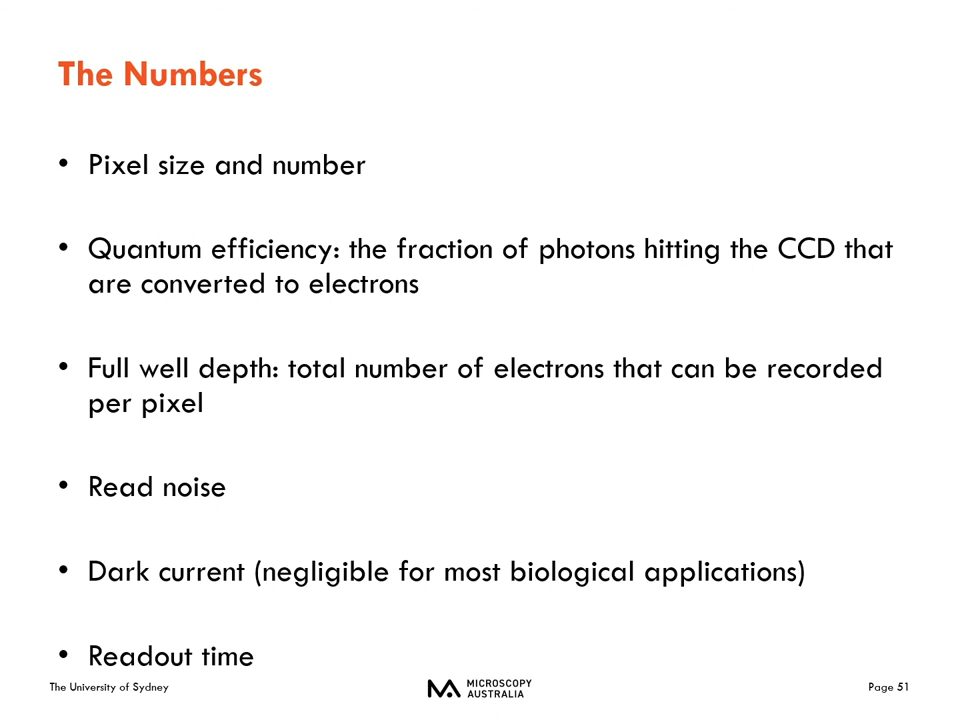 The Numbers
• Pixel size and number
• Quantum efficiency: the fraction of photons hitting the CCD that
are converted to electrons
• Full well depth: total number of electrons that can be recorded
per pixel
• Read noise
• Dark current (negligible for most biological applications)
• Readout time
The University of Sydney
MICROSCOPY
AUSTRALIA
Page 51